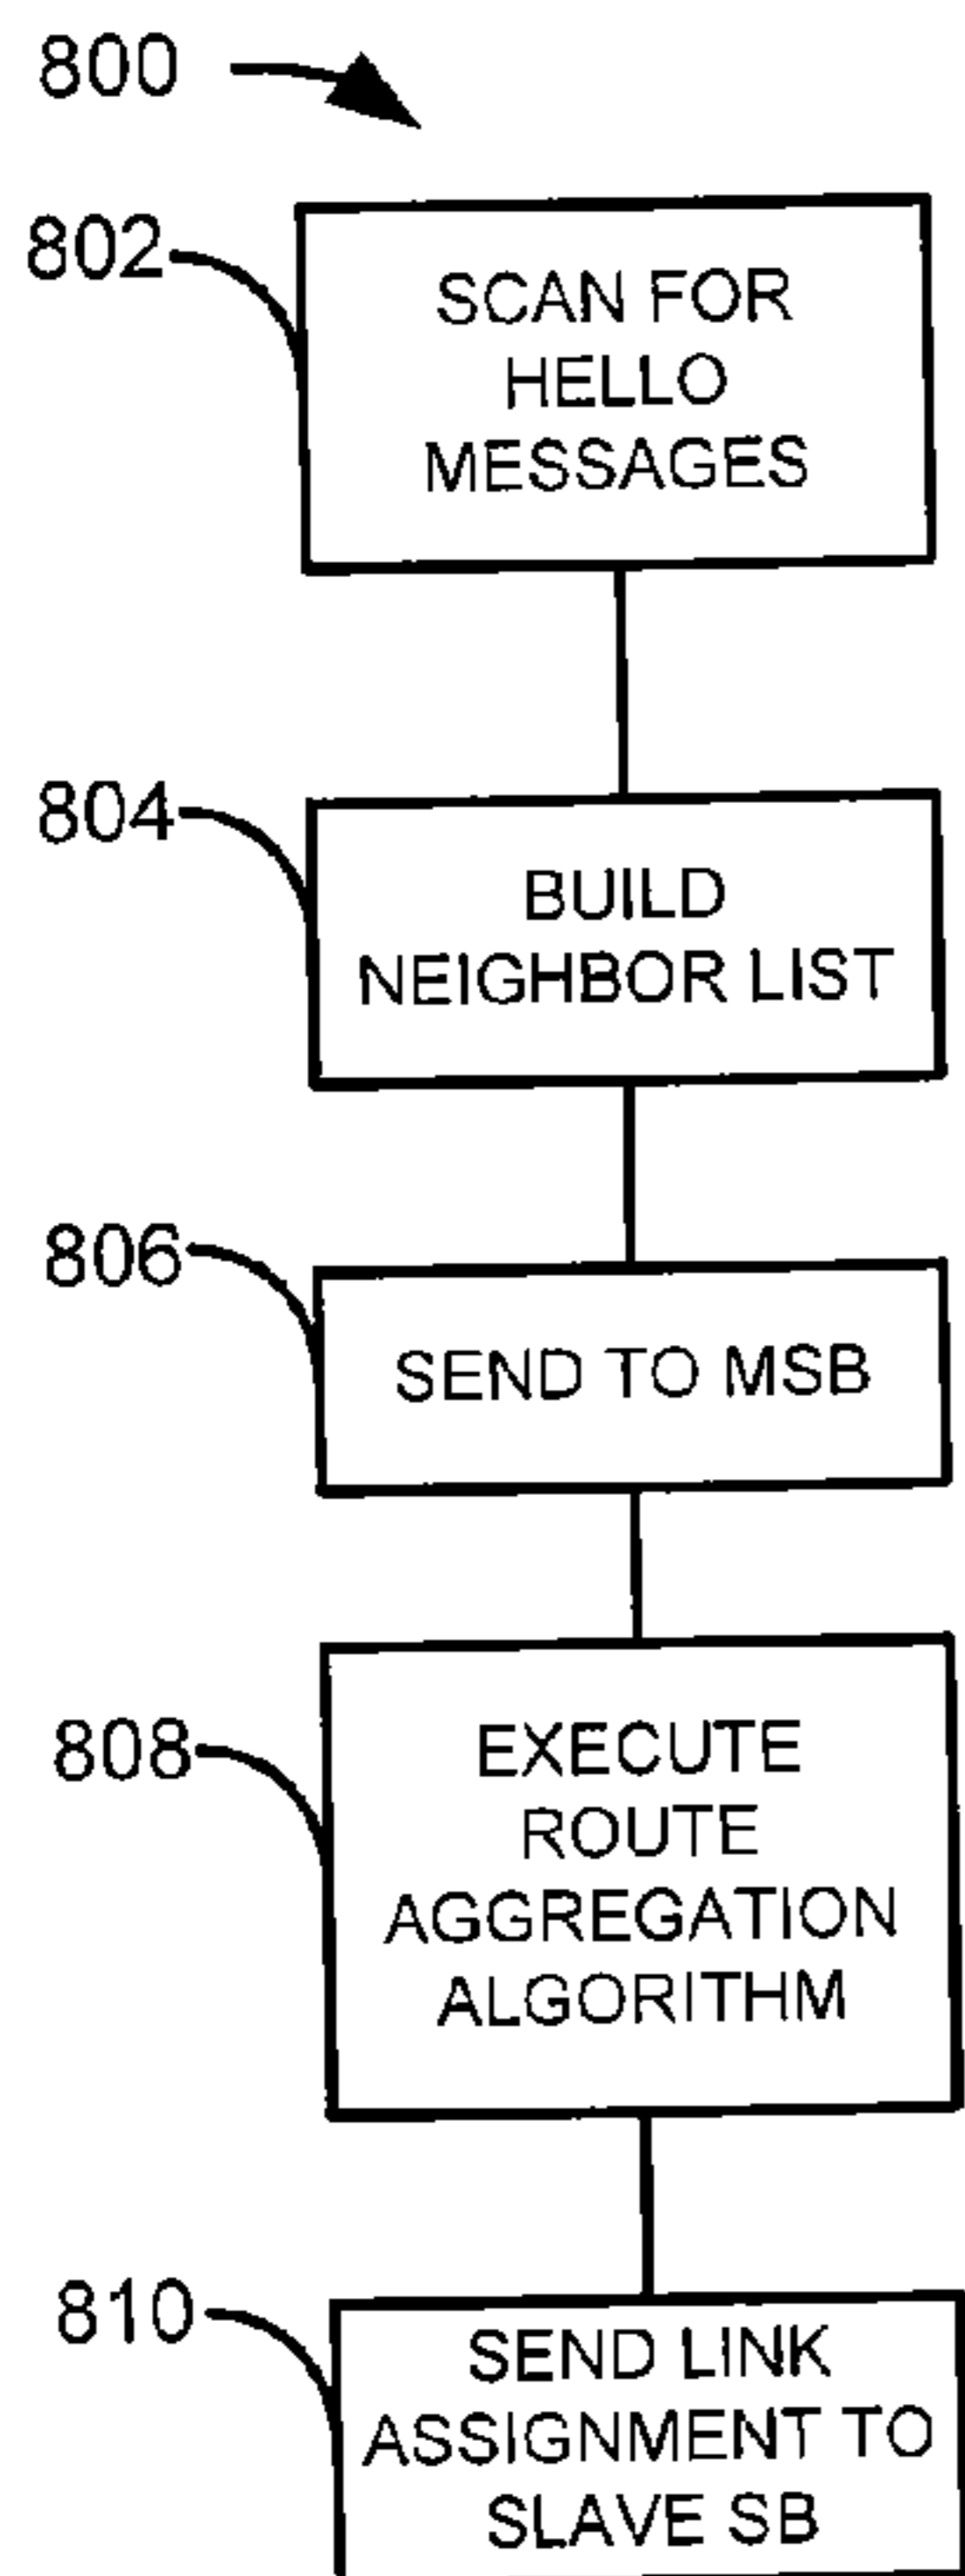 800
802
SCAN FOR
HELLO
MESSAGES
804
BUILD
NEIGHBOR LIST
806
SEND TO MSB
808
EXECUTE
ROUTE
AGGREGATION
ALGORITHM
810
SEND LINK
ASSIGNMENT TO
SLAVE SB